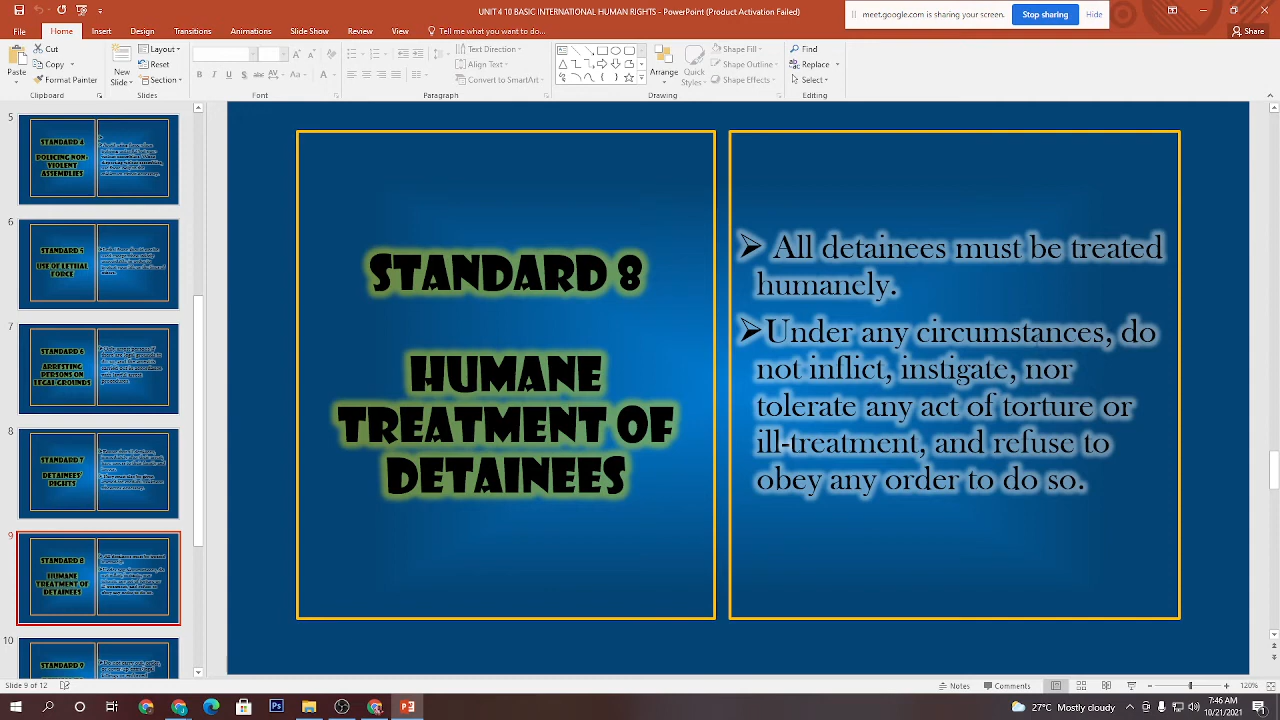 UNIT 4 10 BASIC INTERNATIONAL HUMAN RIGHTS - PowerPoint (Product Activation Failed)
meet.google.com is sharing your screen.
Stop sharing
Hide
File
Home
Insert
Design
Transitions
Animations
Slide Show
Review
View
Tell me what you want to do...
Share
Paste
Cut
Copy
Format Painter
Clipboard
New
Slide
Layout
Reset
Section
Slides
Font
Text Direction
Align Text
Convert to SmartArt
Paragraph
Arrange
Quick
Styles
Shape Fill
Shape Outline
Shape Effects
Drawing
Find
Replace
Select
Editing
5
STANDARD 4
POLICING NON-
VIOLENT
ASSEMBLIES
6
STANDARD 5
USE OF LETHAL
FORCE
7
STANDARD 6
ARRESTING
PERSONS ON
LEGAL GROUNDS
8
STANDARD 7
DETAINEES'
RIGHTS
9
STANDARD 8
HUMANE
TREATMENT OF
DETAINEES
10
STANDARD 9
STANDARD 8
HUMANE
TREATMENT OF
DETAINEES
➢ All detainees must be treated
humanely.
➢Under any circumstances, do
not inflict, instigate, nor
tolerate any act of torture or
ill-treatment, and refuse to
obey any order to do so.
Slide 9 of 12
Notes
Comments
120%
27°C Mostly cloudy
7:46 AM
10/21/2021